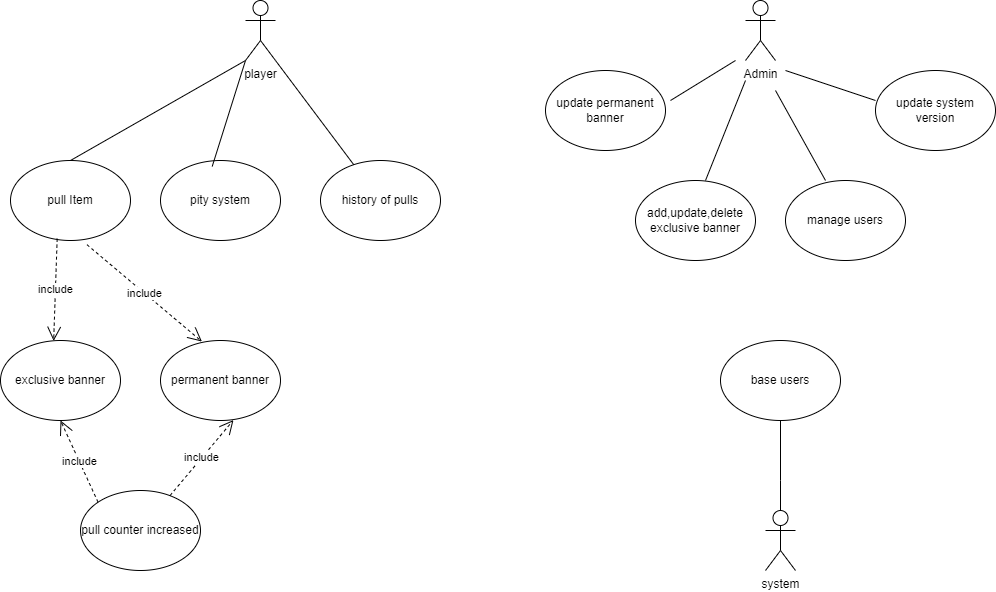 player
Admin
update permanent
banner
update system
version
pull Item
pity system
history of pulls
add,update,delete
exclusive banner
manage users
include
include
exclusive banner
permanent banner
base users
include
include
pull counter increased
system